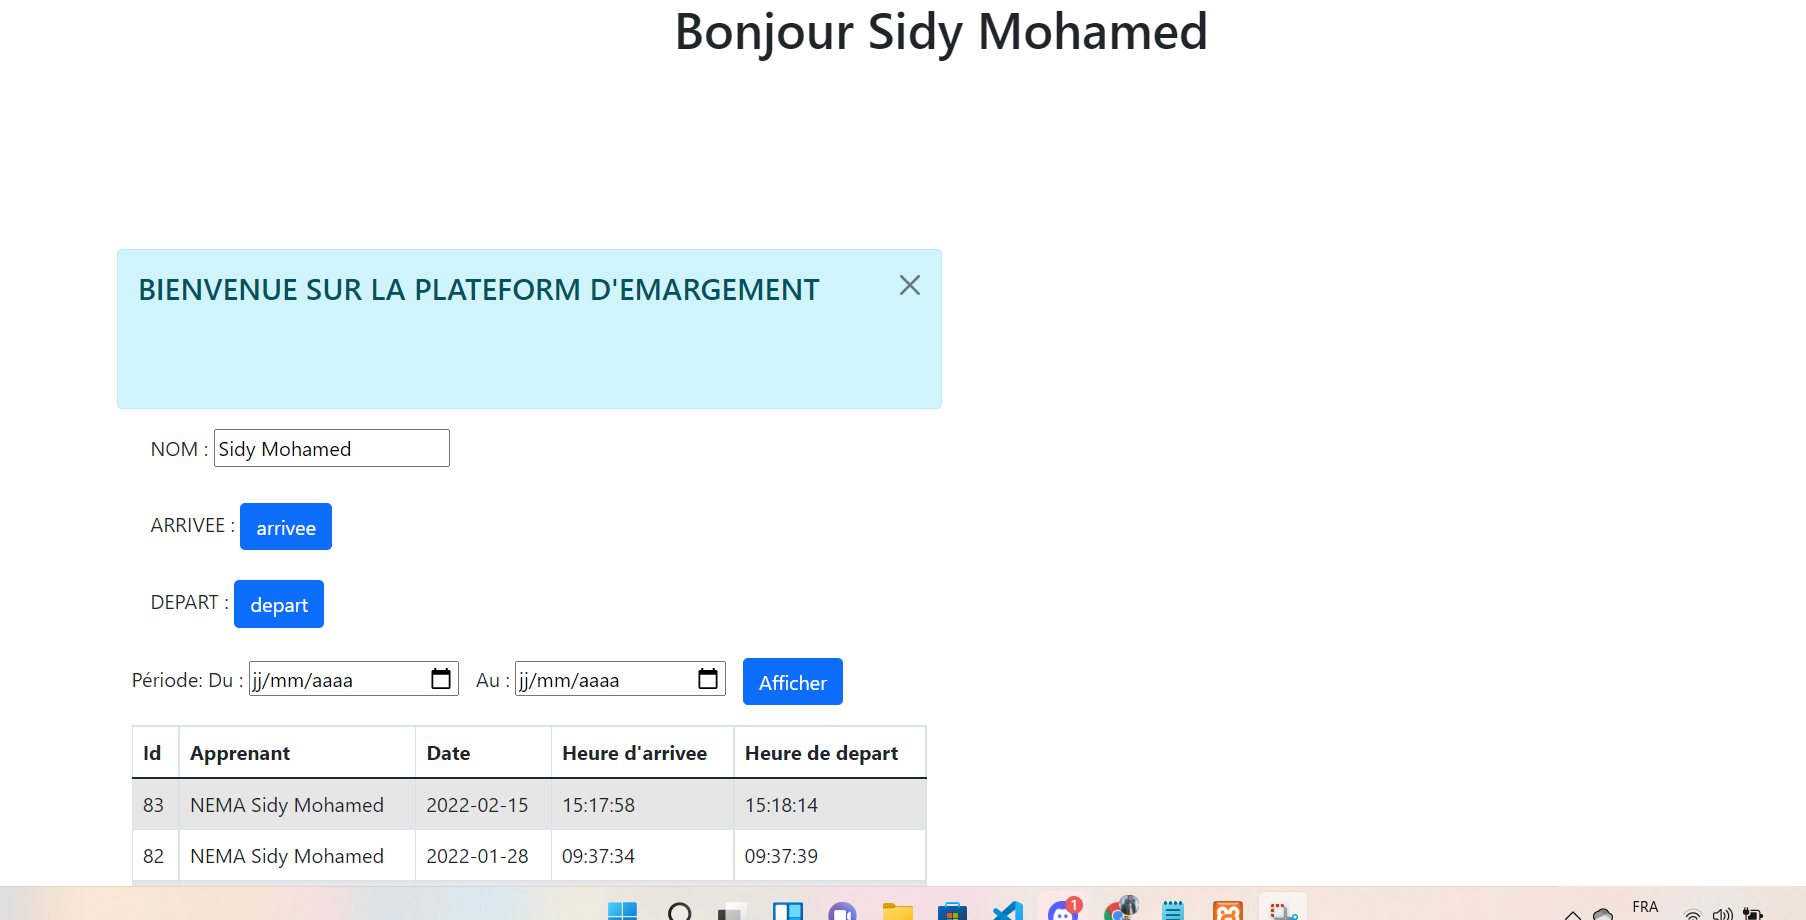 Bonjour Sidy Mohamed
BIENVENUE SUR LA PLATEFORM D'EMARGEMENT
NOM : Sidy Mohamed
ARRIVEE : arrivee
DEPART : depart
Période: Du : jj/mm/aaaa Au : jj/mm/aaaa Afficher
Id Apprenant Date Heure d'arrivee Heure de depart
83 NEMA Sidy Mohamed 2022-02-15 15:17:58 15:18:14
82 NEMA Sidy Mohamed 2022-01-28 09:37:34 09:37:39
1
FRA